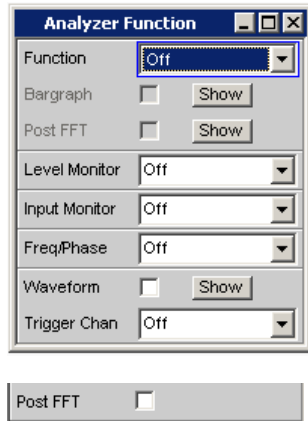 Analyzer Function
Function Off
Bargraph Show
Post FFT Show
Level Monitor Off
Input Monitor Off
Freq/Phase Off
Waveform Show
Trigger Chan Off
Post FFT